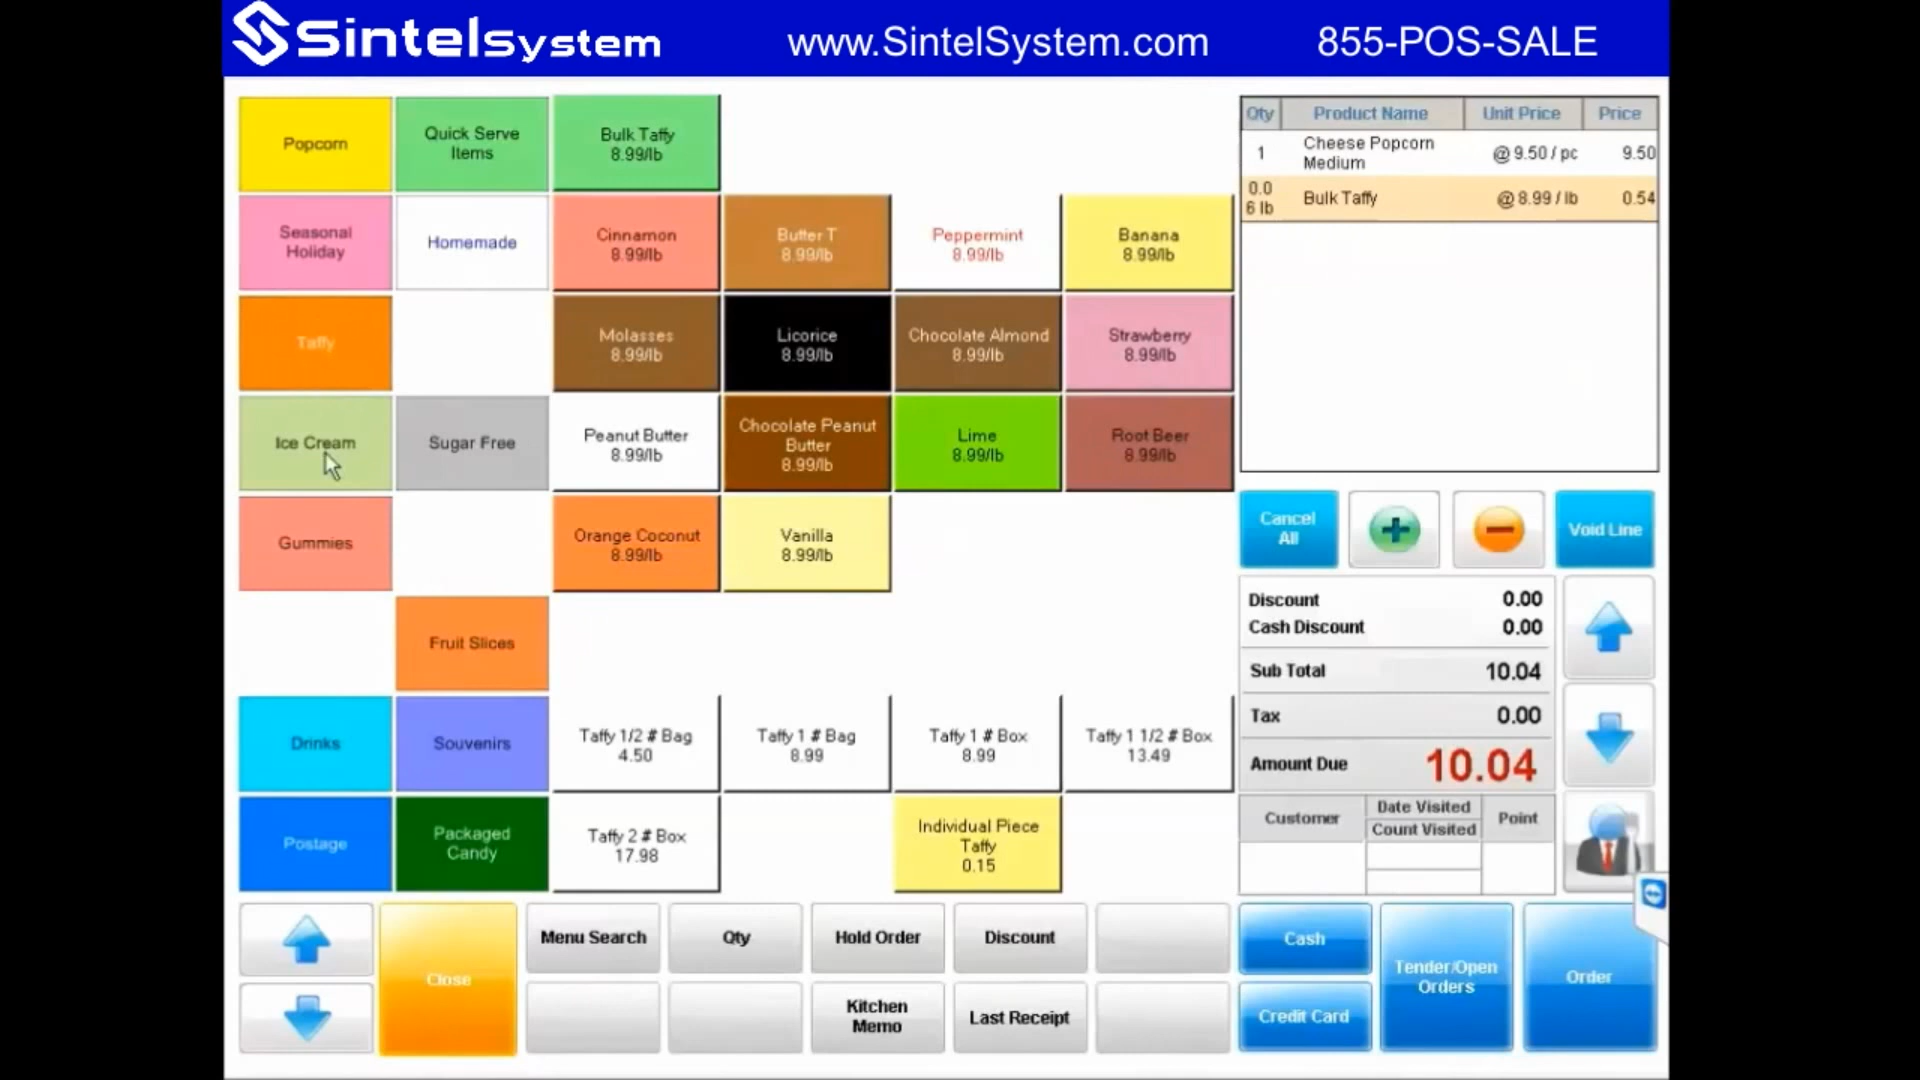 Sintelsystem
www.SintelSystem.com
855-POS-SALE
Popcorn
Quick Serve
Items
Bulk Taffy
8.99/lb
Seasonal
Holiday
Homemade
Cinnamon
8.99/lb
Butter T
8.99/lb
Peppermint
8.99/lb
Banana
8.99/lb
Taffy
Molasses
8.99/lb
Licorice
8.99/lb
Chocolate Almond
8.99/lb
Strawberry
8.99/lb
Ice Cream
Sugar Free
Peanut Butter
8.99/lb
Chocolate Peanut
Butter
8.99/lb
Lime
8.99/lb
Root Beer
8.99/lb
Gummies
Orange Coconut
8.99/lb
Vanilla
8.99/lb
Fruit Slices
Drinks
Souvenirs
Taffy 1/2 # Bag
4.50
Taffy 1 # Bag
8.99
Taffy 1 # Box
8.99
Taffy 1 1/2 # Box
13.49
Postage
Packaged
Candy
Taffy 2 # Box
17.98
Individual Piece
Taffy
0.15
Close
Menu Search
Qty
Hold Order
Discount
Kitchen
Memo
Last Receipt
Qty Product Name Unit Price Price
1 Cheese Popcorn
Medium @ 9.50 / pc 9.50
0.0
6 lb Bulk Taffy @ 8.99 / lb 0.54
Cancel
All
Void Line
Discount 0.00
Cash Discount 0.00
Sub Total 10.04
Tax 0.00
Amount Due 10.04
Customer
Date Visited
Count Visited
Point
Cash
Credit Card
Tender/Open
Orders
Order